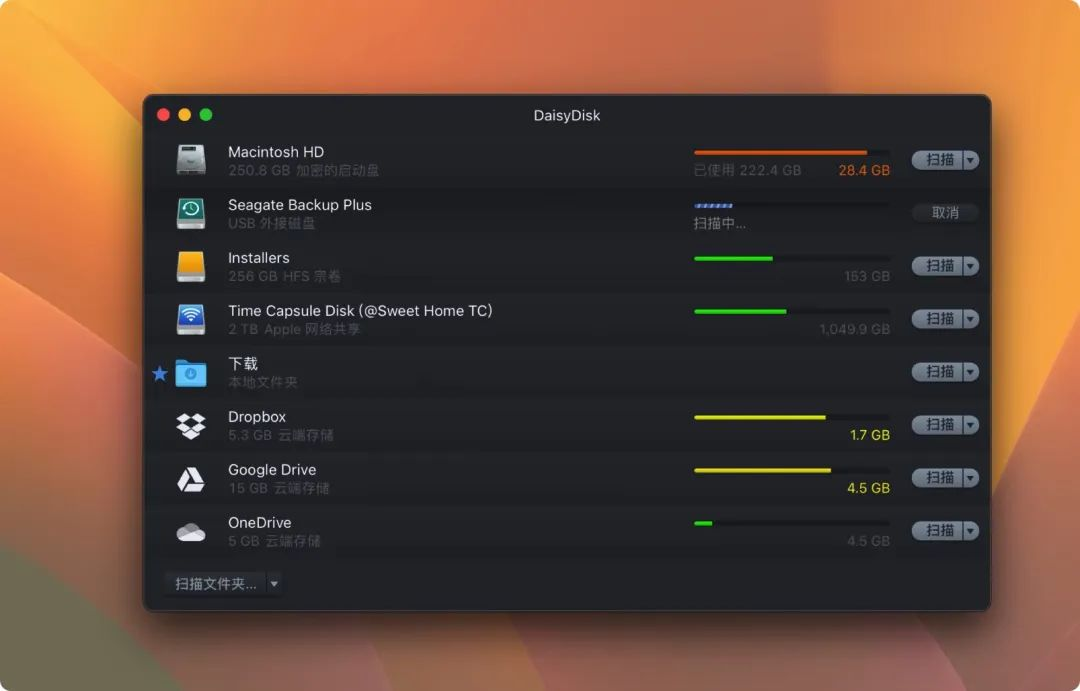 DaisyDisk
Macintosh HD
250.8 GB 加密的启动盘
已使用 222.4 GB
28.4 GB
扫描
Seagate Backup Plus
USB 外接磁盘
扫描中...
取消
Installers
256 GB HFS 宗卷
153 GB
扫描
Time Capsule Disk (@Sweet Home TC)
2 TB Apple 网络共享
1,049.9 GB
扫描
下载
本地文件夹
扫描
Dropbox
5.3 GB 云端存储
1.7 GB
扫描
Google Drive
15 GB 云端存储
4.5 GB
扫描
OneDrive
5 GB 云端存储
4.5 GB
扫描
扫描文件夹...